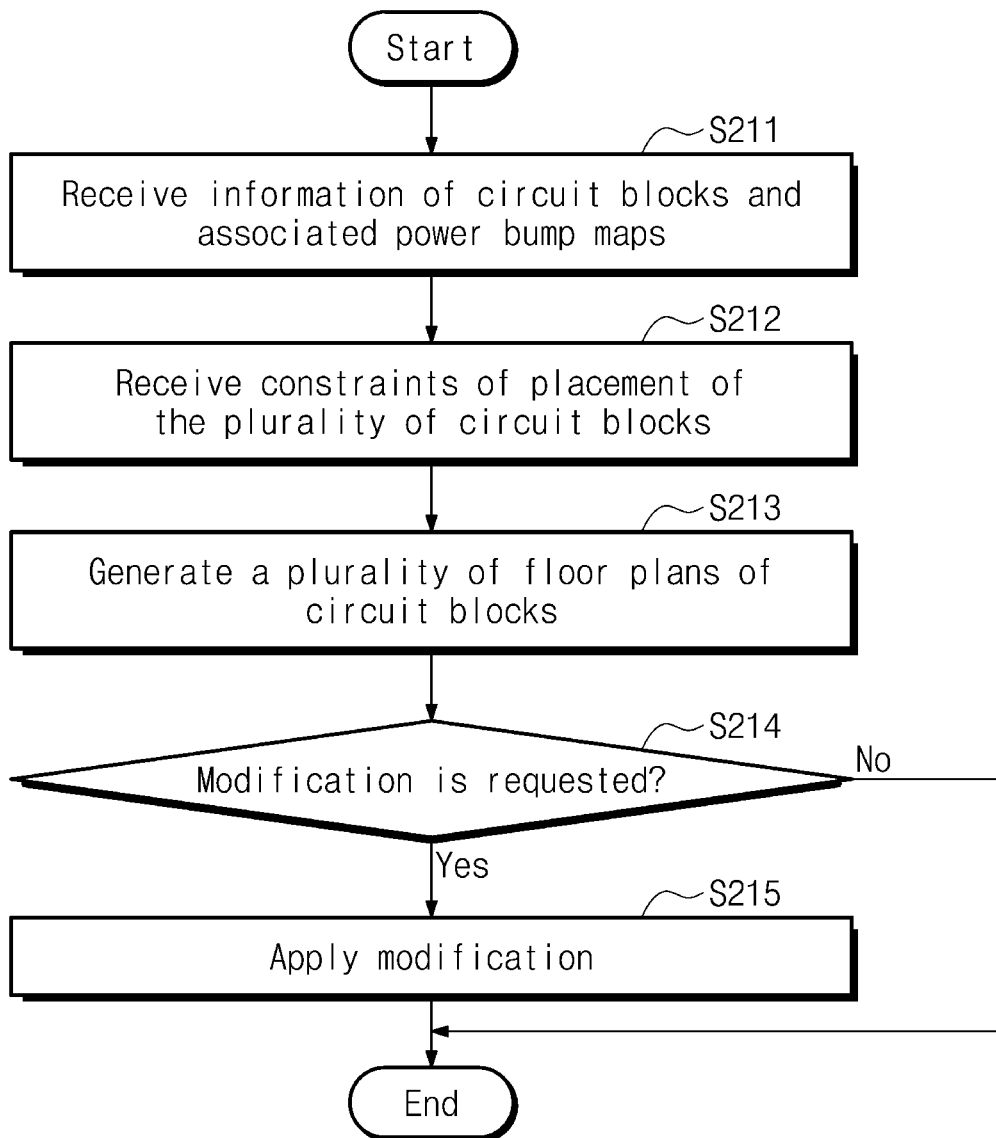 Start
S211
Receive information of circuit blocks and
associated power bump maps
S212
Receive constraints of placement of
the plurality of circuit blocks
S213
Generate a plurality of floor plans of
circuit blocks
S214
Modification is requested?
No
Yes
S215
Apply modification
End